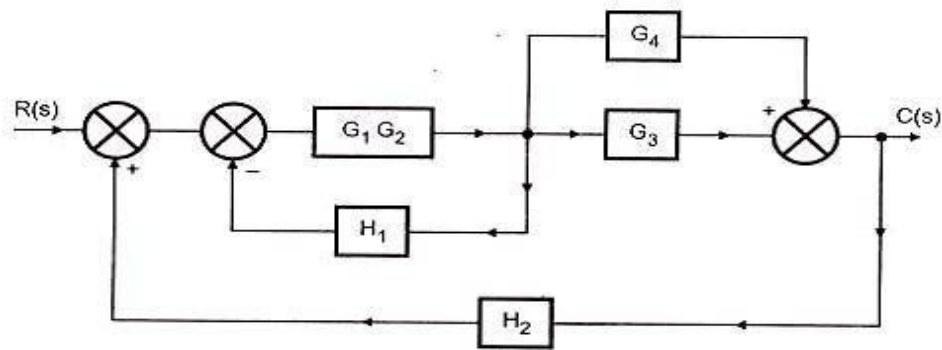 G₄
R(s)
+
C(s)
G₁ G₂
G₃
+
−
H₁
H₂